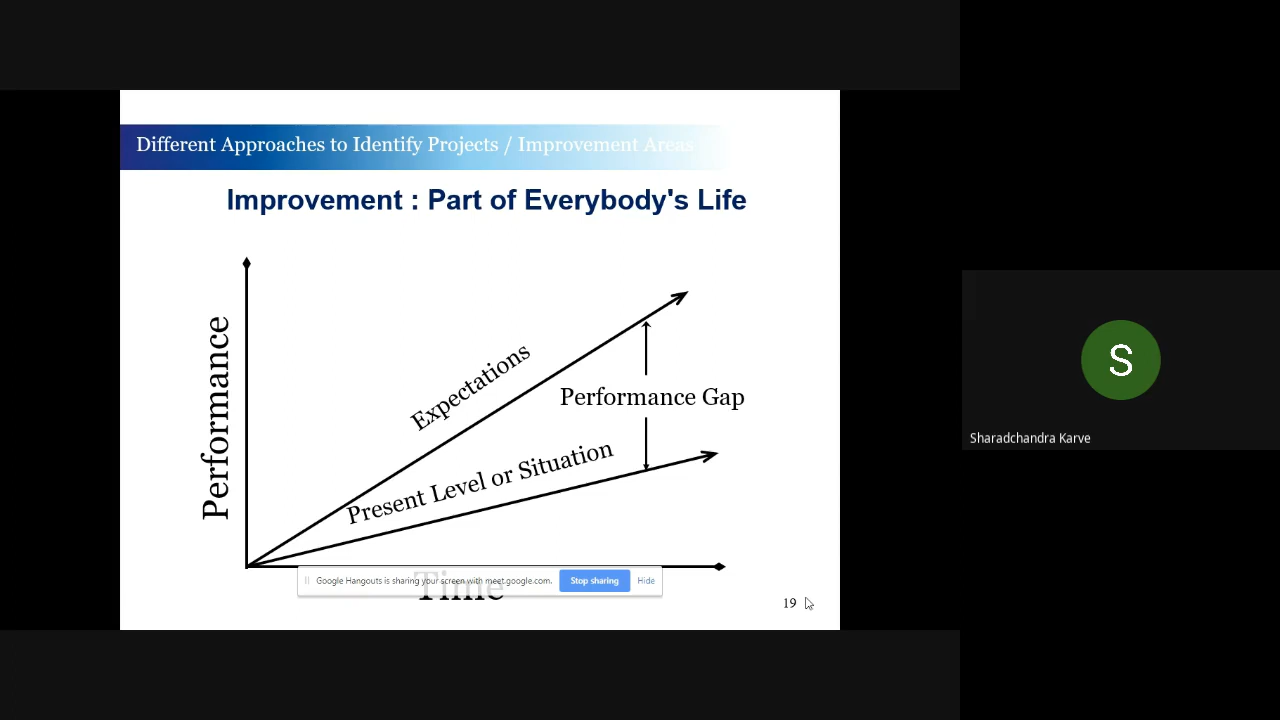 Different Approaches to Identify Projects / Improvement Areas
Improvement : Part of Everybody's Life
Performance
Expectations
Performance Gap
Present Level or Situation
Time
Google Hangouts is sharing your screen with meet.google.com.
Stop sharing
Hide
19
S
Sharadchandra Karve